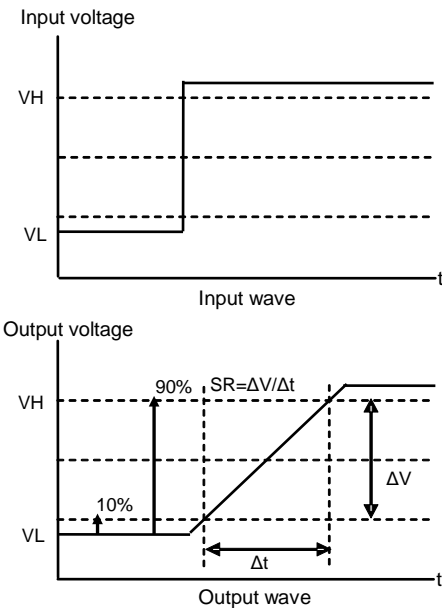 Input voltage
VH
VL
t
Input wave
Output voltage
90%
SR=ΔV/Δt
VH
ΔV
10%
VL
Δt
t
Output wave